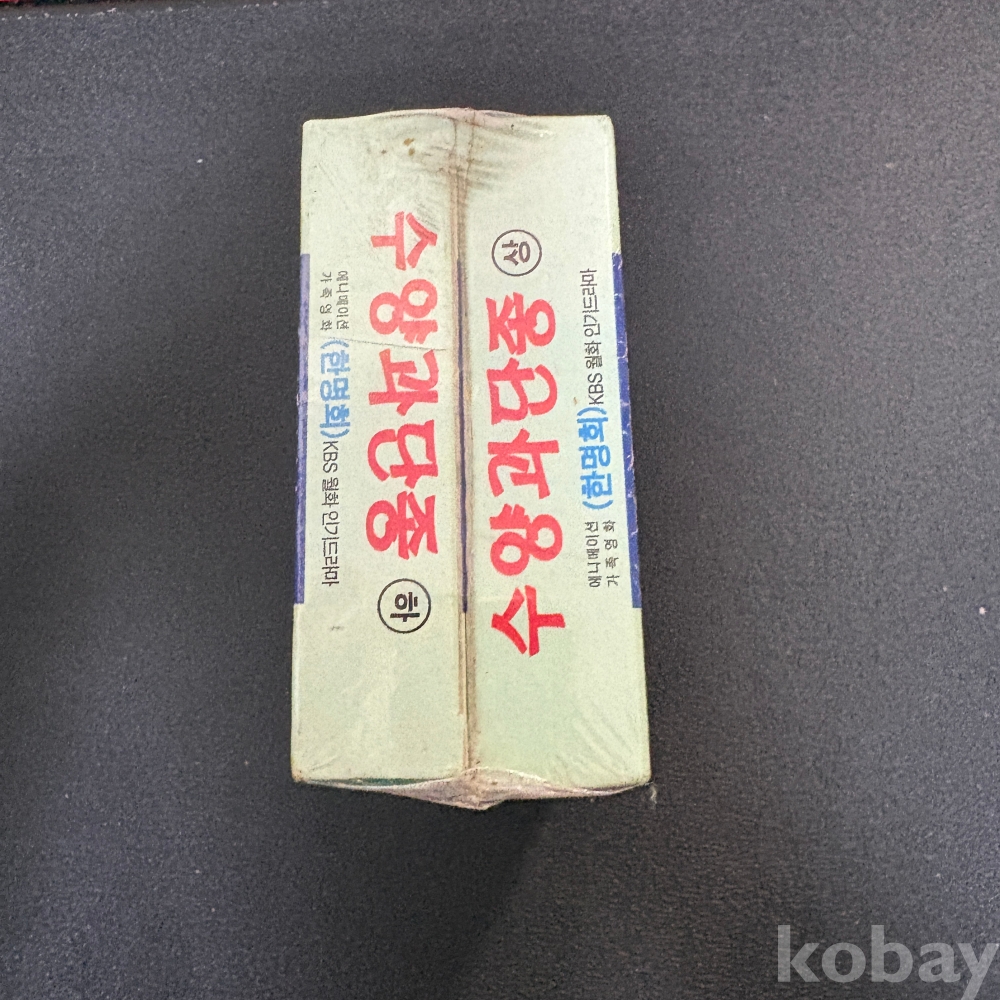 수양과단종 하
애니메이션
가족영화
(한명회)
KBS 월화 인기드라마
수양과단종 상
애니메이션
가족영화
(한명회)
KBS 월화 인기드라마
kobay